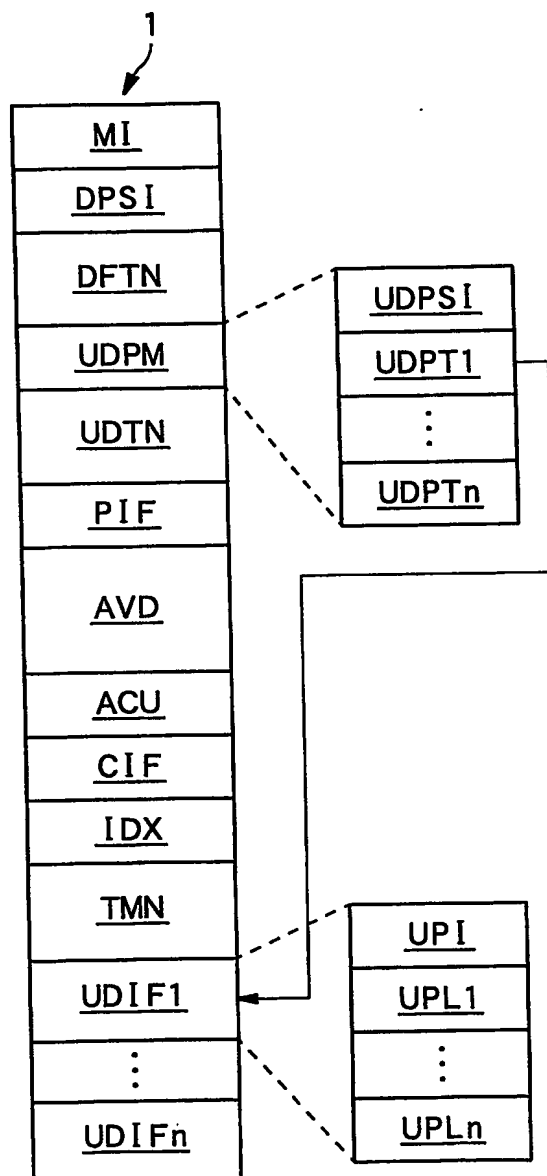 1
MI
DPSI
DFTN
UDPM
UDTN
PIF
AVD
ACU
CIF
IDX
TMN
UDIF1
⋮
UDIFn
UDPSI
UDPT1
⋮
UDPTn
UPI
UPL1
⋮
UPLn